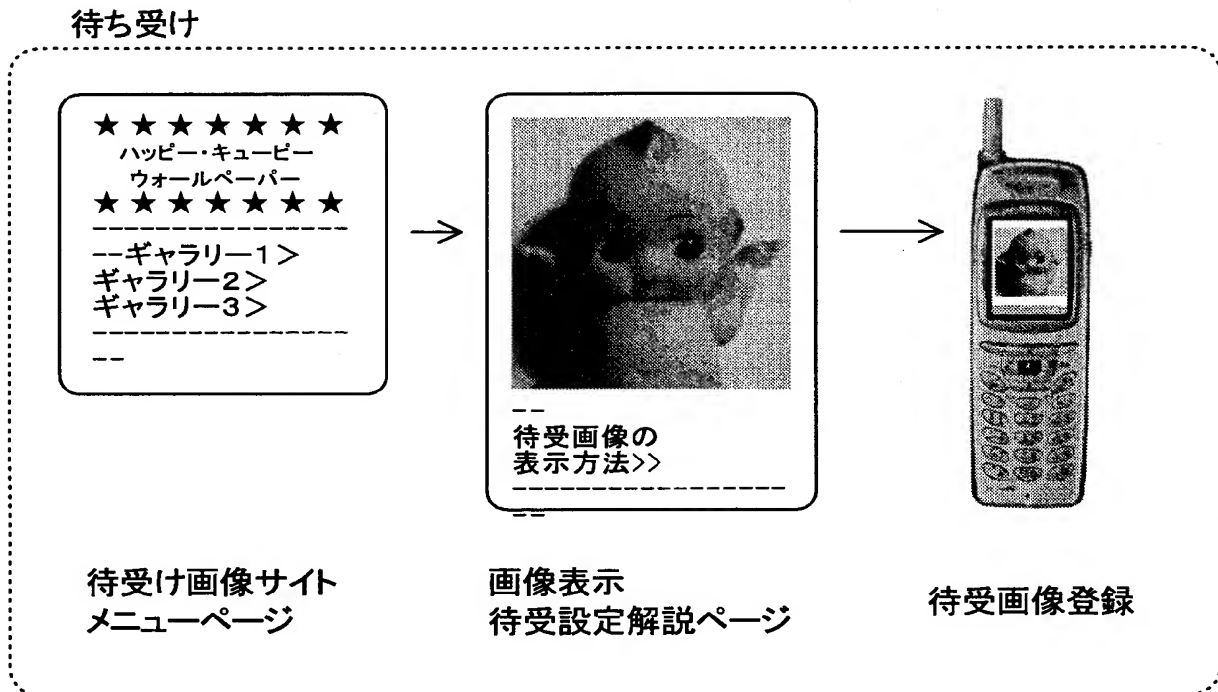 待ち受け
★★★★★★★
ハッピー・キューピー
ウォールペーパー
★★★★★★★
----------------
--ギャラリー1>
ギャラリー2>
ギャラリー3>
----------------
--
--
待受画像の
表示方法>>
-----------------
--
待受け画像サイト
メニューページ
画像表示
待受設定解説ページ
待受画像登録